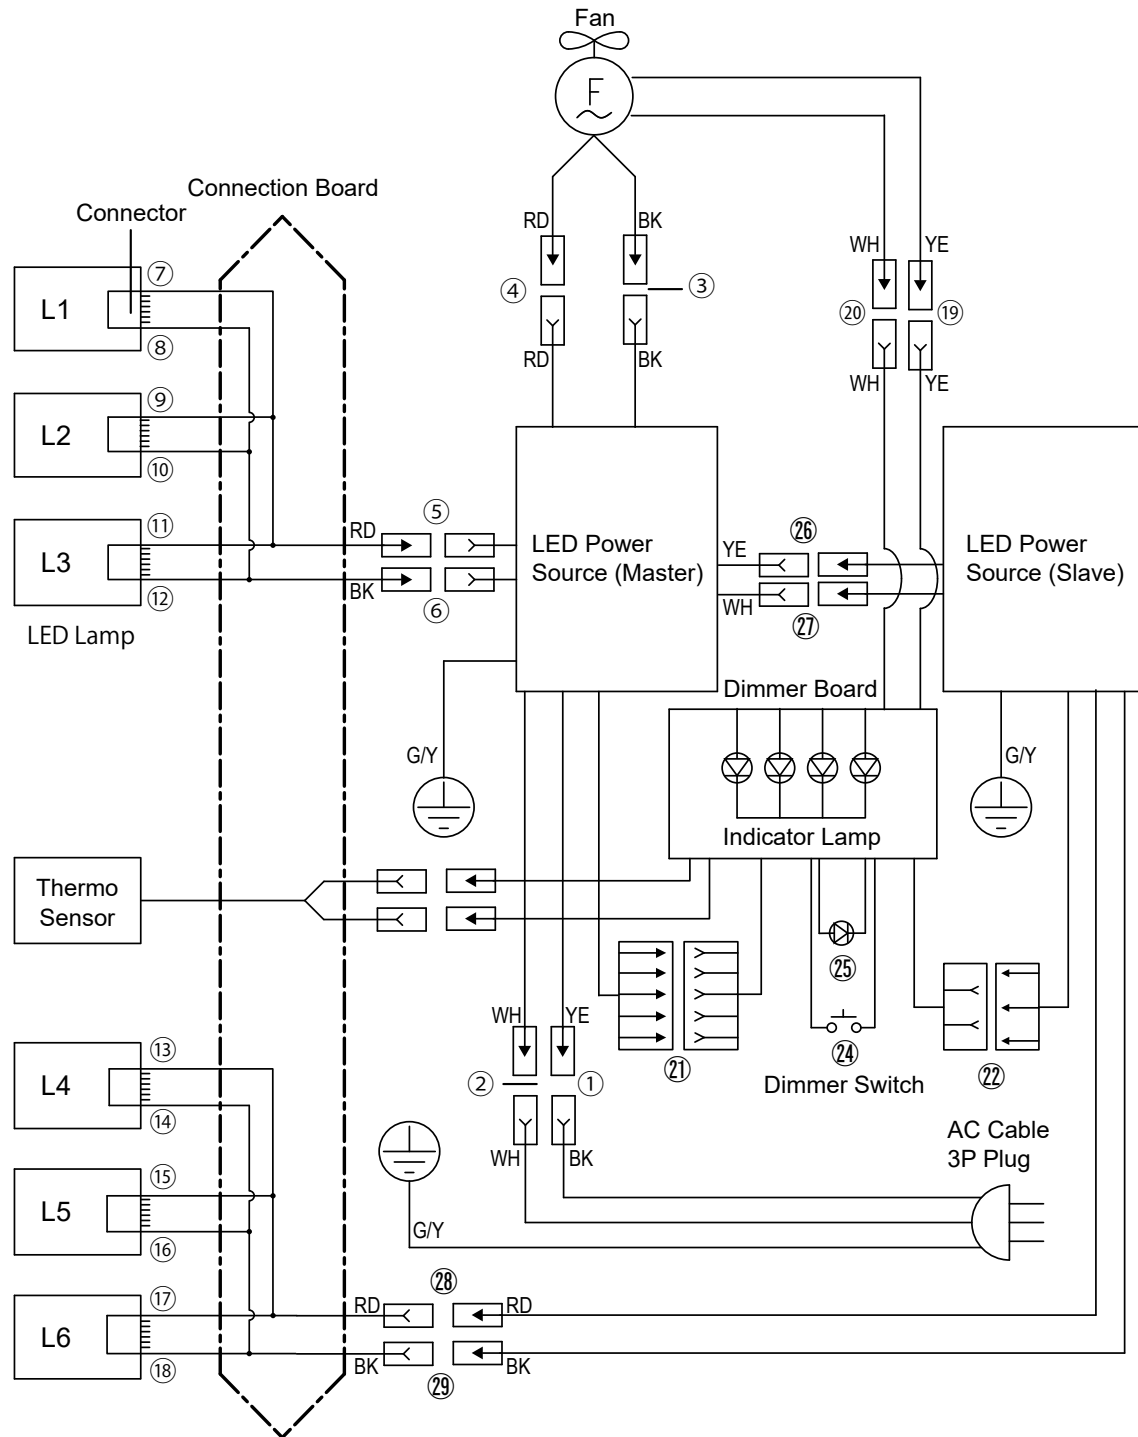 Fan
F
Connection Board
Connector
RD
BK
WH
YE
④
③
⑳
⑲
RD
BK
WH
YE
⑦
L1
⑧
⑨
L2
⑩
⑪
L3
⑫
LED Lamp
RD
⑤
BK
⑥
LED Power
Source (Master)
YE
㉖
WH
㉗
LED Power
Source (Slave)
Dimmer Board
Indicator Lamp
G/Y
G/Y
Thermo
Sensor
㉕
㉔
Dimmer Switch
㉑
㉒
WH
YE
②
①
WH
BK
AC Cable
3P Plug
G/Y
⑬
L4
⑭
⑮
L5
⑯
⑰
L6
⑱
RD
㉘
RD
BK
㉙
BK